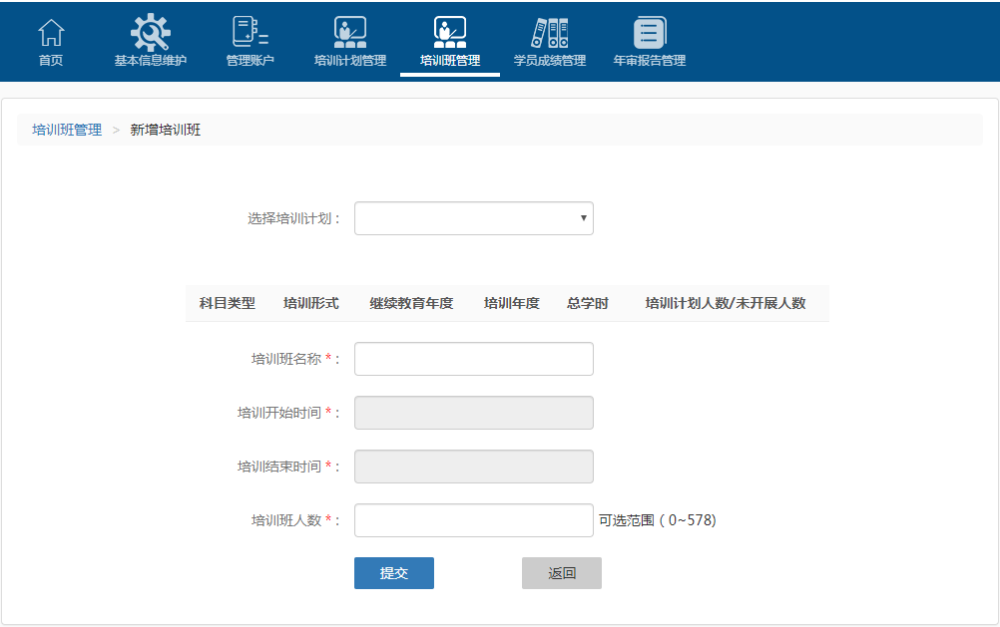 首页 基本信息维护 管理账户 培训计划管理 培训班管理 学员成绩管理 年审报告管理
培训班管理 > 新增培训班
选择培训计划：
科目类型 培训形式 继续教育年度 培训年度 总学时 培训计划人数/未开展人数
培训班名称 *：
培训开始时间 *：
培训结束时间 *：
培训班人数 *： 可选范围（0~578）
提交 返回